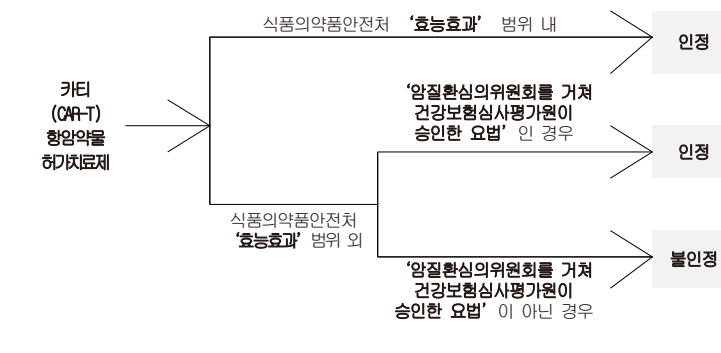 식품의약품안전처 ‘효능효과’ 범위 내
인정
카티
(CAR-T)
항암약물
허가치료제
‘암질환심의위원회를 거쳐
건강보험심사평가원이
승인한 요법’ 인 경우
인정
식품의약품안전처
‘효능효과’ 범위 외
‘암질환심의위원회를 거쳐
건강보험심사평가원이
승인한 요법’ 이 아닌 경우
불인정